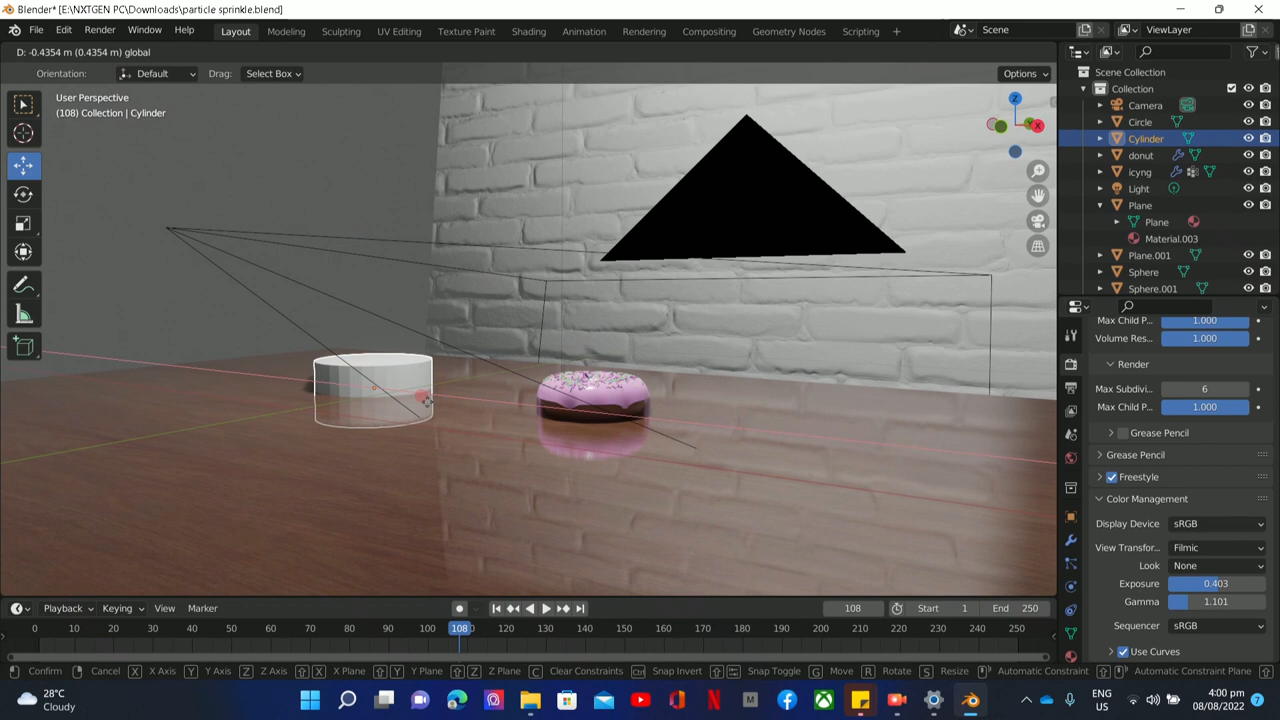 Blender* [E:\NXTGEN PC\Downloads\particle sprinkle.blend]
File Edit Render Window Help Layout Modeling Sculpting UV Editing Texture Paint Shading Animation Rendering Compositing Geometry Nodes Scripting + Scene ViewLayer
D: -0.4354 m (0.4354 m) global
Orientation: Default Drag: Select Box Options
User Perspective
(108) Collection | Cylinder
Z
X
Y
Scene Collection
Collection
Camera
Circle
Cylinder
donut
icyng
Light
Plane
Plane
Material.003
Plane.001
Sphere
Sphere.001
Max Child P... 1.000
Volume Res... 1.000
Render
Max Subdivi... 6
Max Child P... 1.000
Grease Pencil
Grease Pencil
Freestyle
Color Management
Display Device sRGB
View Transfor... Filmic
Look None
Exposure 0.403
Gamma 1.101
Sequencer sRGB
Use Curves
Playback Keying View Marker 108 Start 1 End 250
0 10 20 30 40 50 60 70 80 90 100 108 120 130 140 150 160 170 180 190 200 210 220 230 240 250
Confirm Cancel X X Axis Y Y Axis Z Z Axis X X Plane Y Y Plane Z Z Plane C Clear Constraints Ctrl Snap Invert Snap Toggle G Move R Rotate S Resize Automatic Constraint Automatic Constraint Plane
28°C
Cloudy
M
ENG
US
4:00 pm
08/08/2022
7